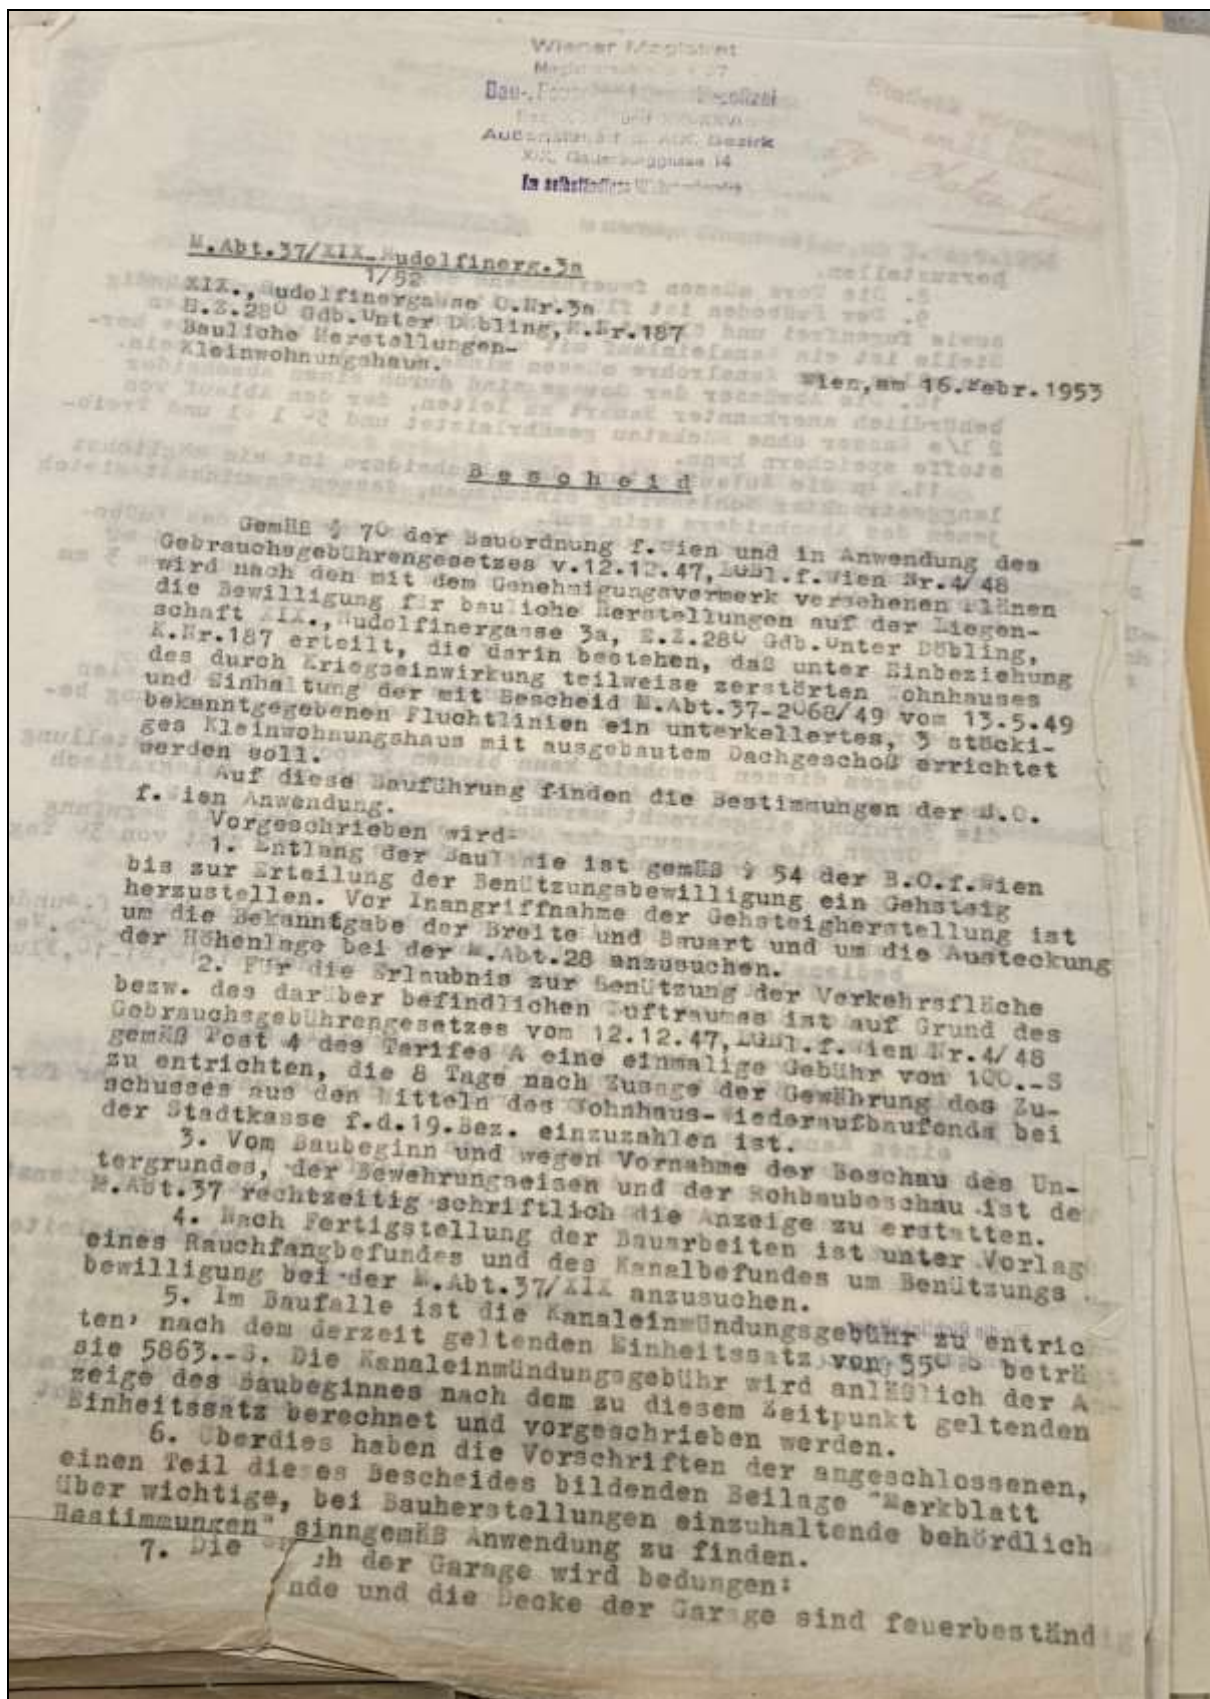 Wiener Magistrat
Außenstelle XIX. Bezirk
XIX., Gatterburggasse 14
Im selbständigen Wirkungsbereich
M.Abt.37/XIX-Rudolfinerg.3a
1/52
XIX., Rudolfinergasse O.Nr.3a
E.Z.280 Gdb.Unter Döbling, K.Nr.187
Bauliche Herstellungen-
Kleinwohnungshaus.
Wien,am 16.Febr.1953
B e s c h e i d
Gemäß § 70 der Bauordnung f.Wien und in Anwendung des
Gebrauchsgebührengesetzes v.12.12.47,LGBl.f.Wien Nr.4/48
wird nach den mit dem Genehmigungsvermerk versehenen Plänen
die Bewilligung für bauliche Herstellungen auf der Liegen-
schaft XIX.,Rudolfinergasse 3a, E.Z.280 Gdb.Unter Döbling,
K.Nr.187 erteilt, die darin bestehen, daß unter Einbeziehung
des durch Kriegseinwirkung teilweise zerstörten Wohnhauses
und Einhaltung der mit Bescheid M.Abt.37-2068/49 vom 13.5.49
bekanntgegebenen Fluchtlinien ein unterkellertes, 3 stöcki-
ges Kleinwohnungshaus mit ausgebautem Dachgeschoß errichtet
werden soll.
Auf diese Bauführung finden die Bestimmungen der B.O.
f.Wien Anwendung.
Vorgeschrieben wird:
1. Entlang der Baulinie ist gemäß § 54 der B.O.f.Wien
bis zur Erteilung der Benützungsbewilligung ein Gehsteig
herzustellen. Vor Inangriffnahme der Gehsteigherstellung ist
um die Bekanntgabe der Breite und Bauart und um die Austeckung
der Höhenlage bei der M.Abt.28 anzusuchen.
2. Für die Erlaubnis zur Benützung der Verkehrsfläche
bezw. des darüber befindlichen Luftraumes ist auf Grund des
Gebrauchsgebührengesetzes vom 12.12.47,LGBl.f.Wien Nr.4/48
gemäß Post 4 des Tarifes A eine einmalige Gebühr von 100.-S
zu entrichten, die 8 Tage nach Zusage der Gewährung des Zu-
schusses aus den Mitteln des Wohnhaus-Wiederaufbaufonds bei
der Stadtkasse f.d.19.Bez. einzuzahlen ist.
3. Vom Baubeginn und wegen Vornahme der Beschau des Un-
tergrundes, der Bewehrungseisen und der Rohbaubeschau ist de
M.Abt.37 rechtzeitig schriftlich die Anzeige zu erstatten.
4. Nach Fertigstellung der Bauarbeiten ist unter Vorlag
eines Rauchfangbefundes und des Kanalbefundes um Benützungs
bewilligung bei der M.Abt.37/XIX anzusuchen.
5. Im Baufalle ist die Kanaleinmündungsgebühr zu entric
ten, nach dem derzeit geltenden Einheitssatz von 350 S beträ
sie 5863.-S. Die Kanaleinmündungsgebühr wird anläßlich der A
zeige des Baubeginnes nach dem zu diesem Zeitpunkt geltenden
Einheitssatz berechnet und vorgeschrieben werden.
6. Überdies haben die Vorschriften der angeschlossenen,
einen Teil dieses Bescheides bildenden Beilage "Merkblatt
über wichtige, bei Bauherstellungen einzuhaltende behördlich
Bestimmungen" sinngemäß Anwendung zu finden.
7. Die der Garage wird bedungen:
nde und die Decke der Garage sind feuerbeständ